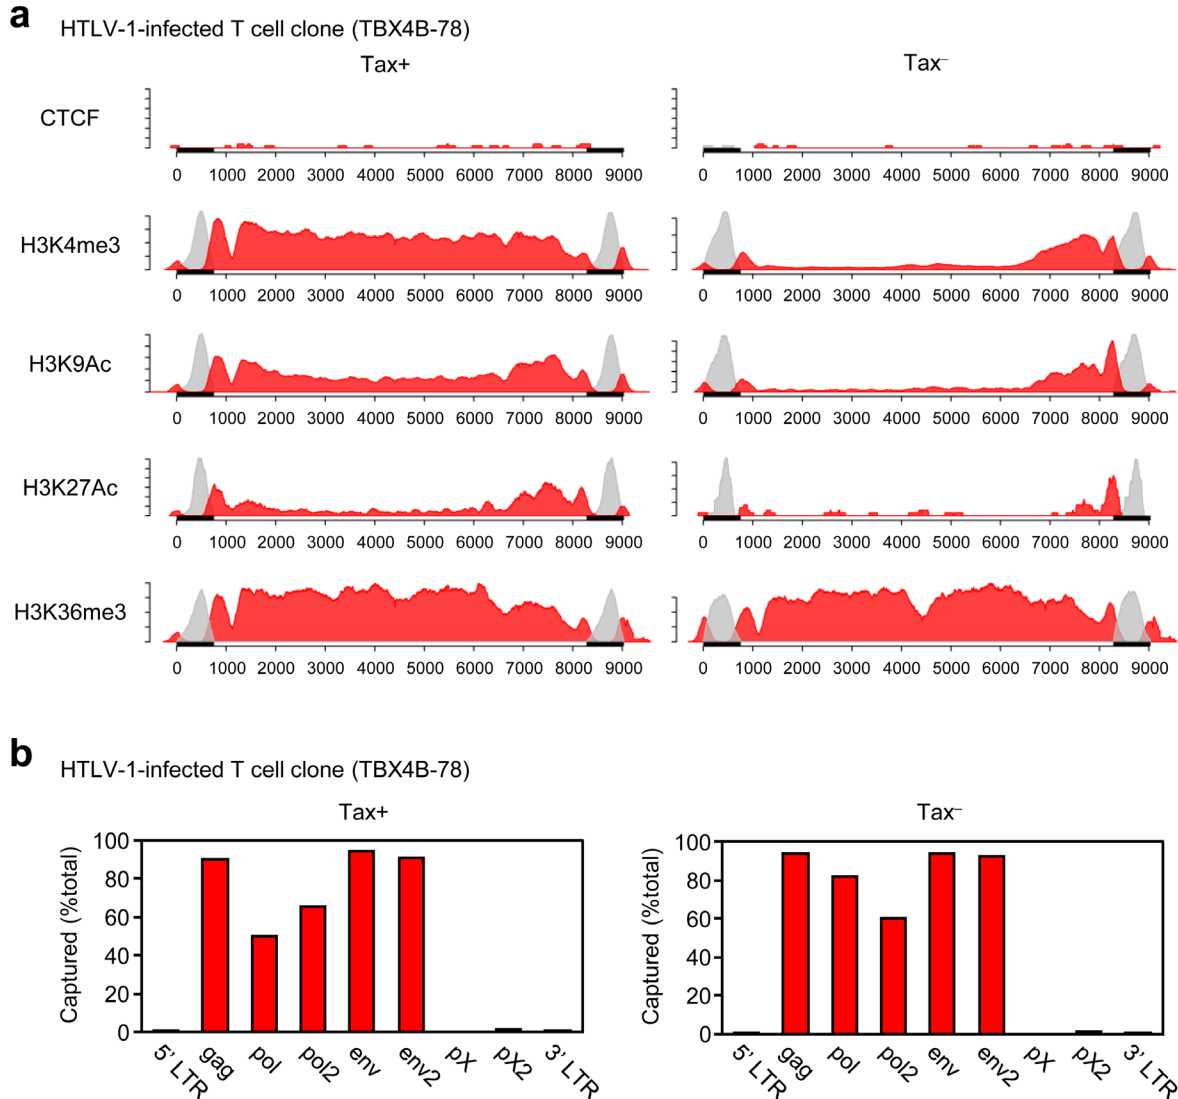 a
HTLV-1-infected T cell clone (TBX4B-78)
Tax+ Tax–
CTCF
0 1000 2000 3000 4000 5000 6000 7000 8000 9000 0 1000 2000 3000 4000 5000 6000 7000 8000 9000
H3K4me3
0 1000 2000 3000 4000 5000 6000 7000 8000 9000 0 1000 2000 3000 4000 5000 6000 7000 8000 9000
H3K9Ac
0 1000 2000 3000 4000 5000 6000 7000 8000 9000 0 1000 2000 3000 4000 5000 6000 7000 8000 9000
H3K27Ac
0 1000 2000 3000 4000 5000 6000 7000 8000 9000 0 1000 2000 3000 4000 5000 6000 7000 8000 9000
H3K36me3
0 1000 2000 3000 4000 5000 6000 7000 8000 9000 0 1000 2000 3000 4000 5000 6000 7000 8000 9000
b
HTLV-1-infected T cell clone (TBX4B-78)
Tax+
Captured (%total)
100
80
60
40
20
0
5' LTR gag pol pol2 env env2 pX pX2 3' LTR
Tax–
Captured (%total)
100
80
60
40
20
0
5' LTR gag pol pol2 env env2 pX pX2 3' LTR